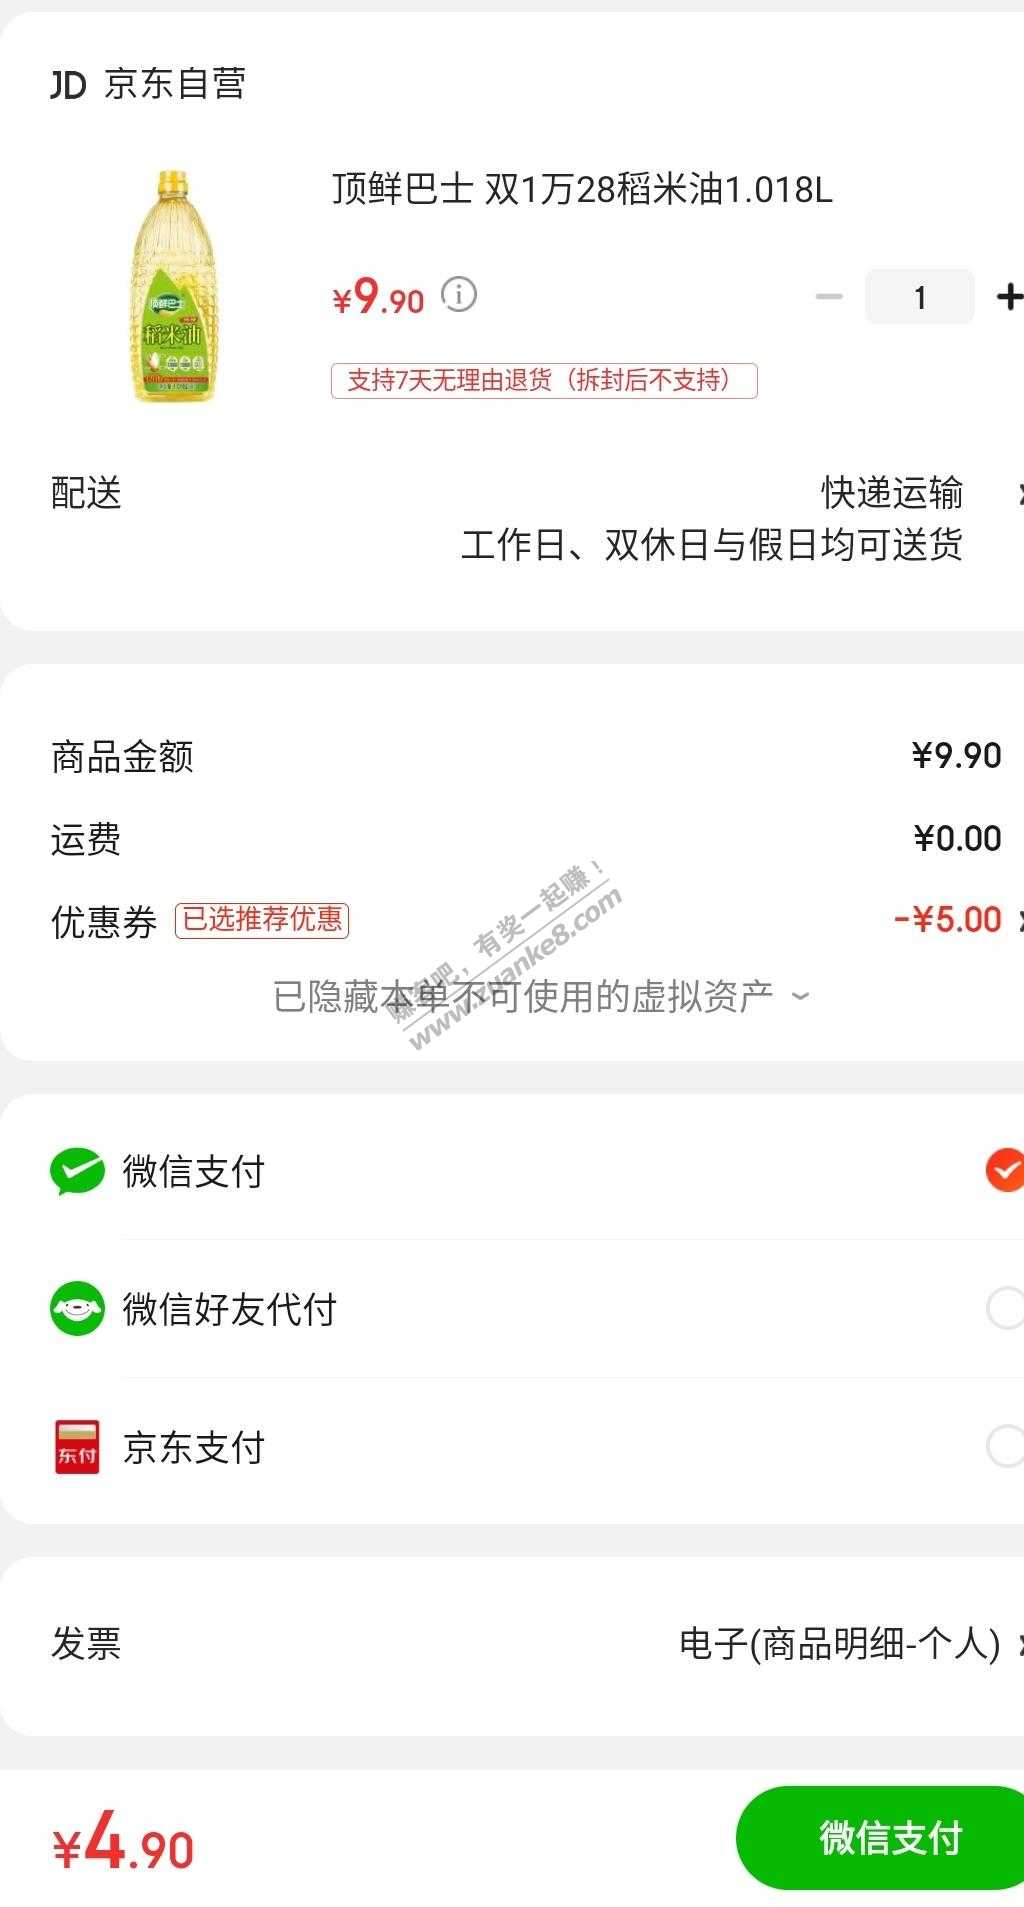 JD 京东自营
顶鲜巴士 双1万28稻米油1.018L
顶鲜巴士
稻米油
¥9.90
1
支持7天无理由退货（拆封后不支持）
配送
快递运输
工作日、双休日与假日均可送货
商品金额
¥9.90
运费
¥0.00
优惠券 已选推荐优惠
-¥5.00
赚客吧，有奖一起赚！
www.zuanke8.com
已隐藏本单不可使用的虚拟资产
微信支付
微信好友代付
东付 京东支付
发票
电子(商品明细-个人)
¥4.90
微信支付